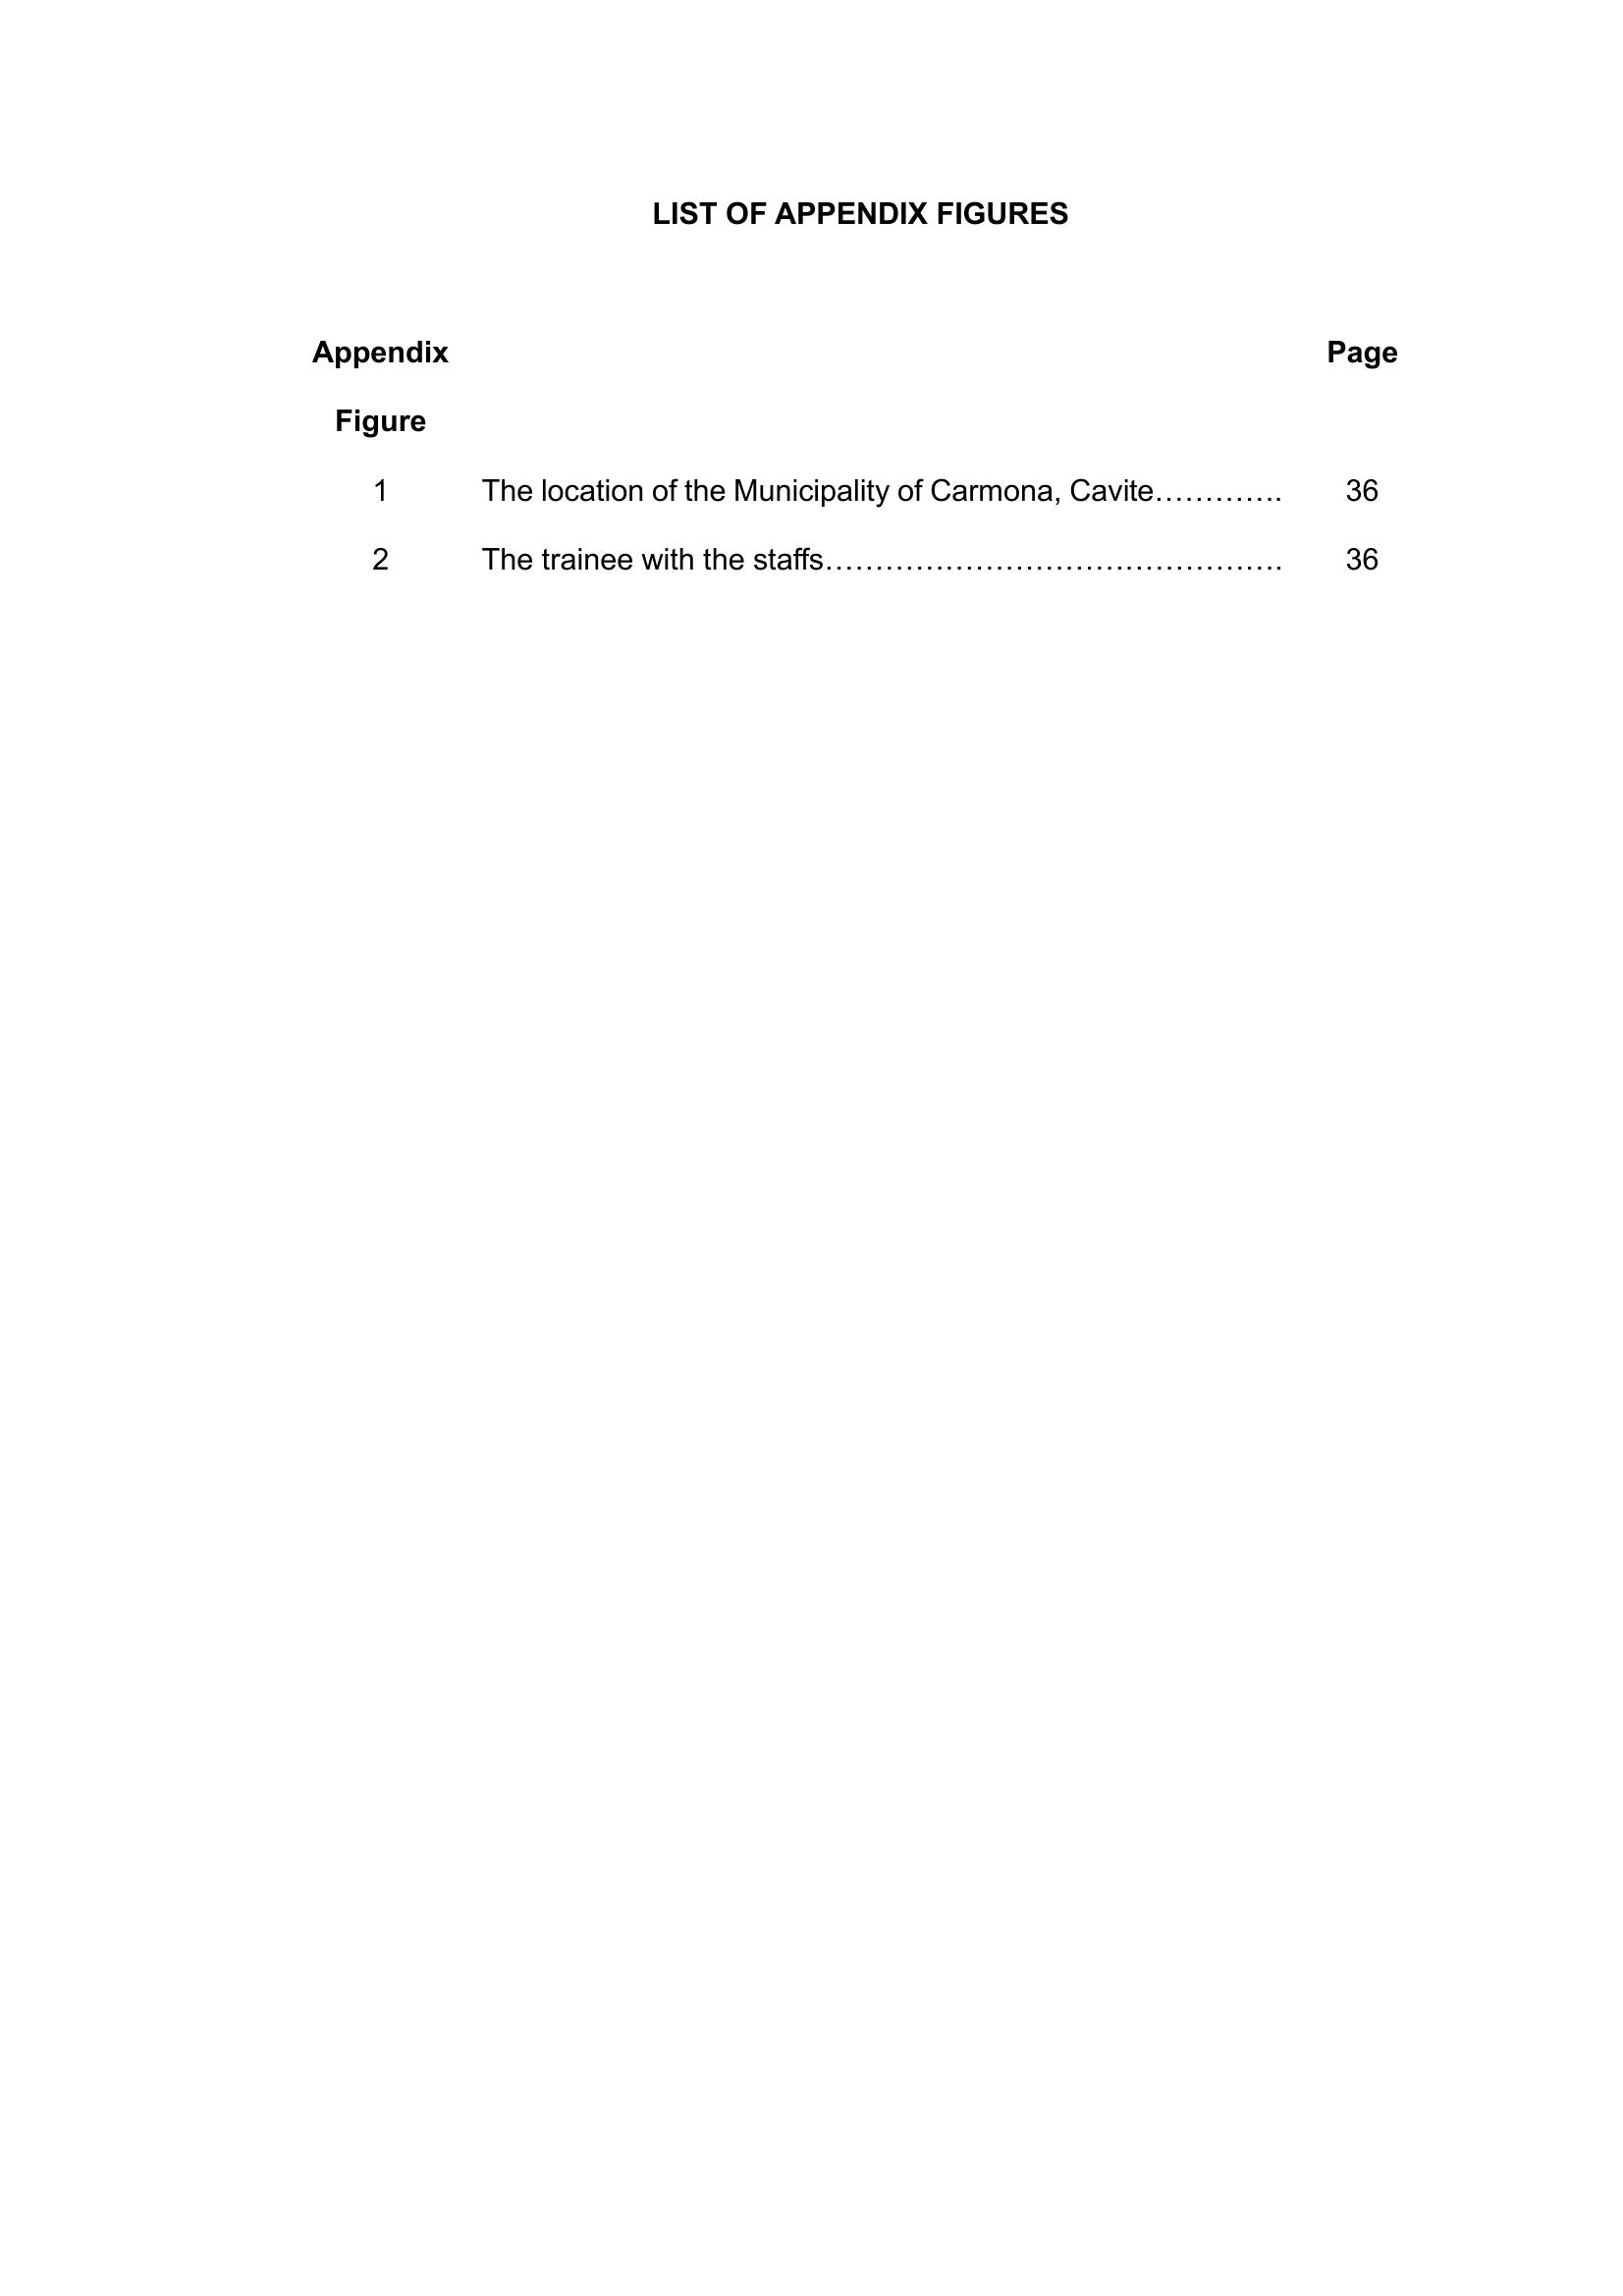 LIST OF APPENDIX FIGURES
Appendix Page
Figure
1 The location of the Municipality of Carmona, Cavite…………. 36
2 The trainee with the staffs………………………………………. 36